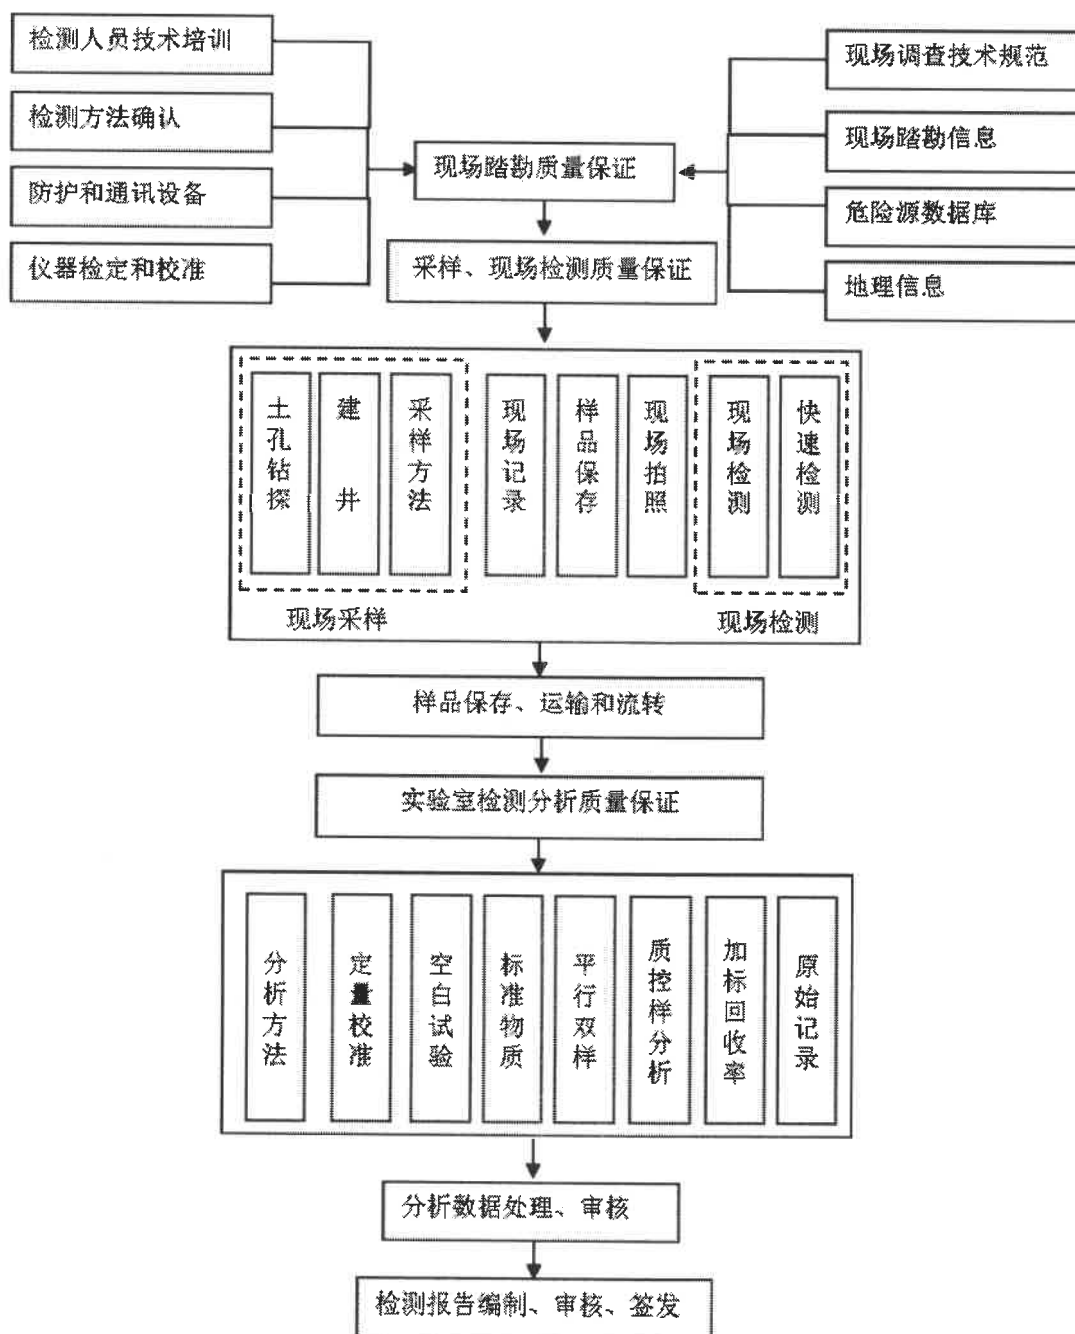 检测人员技术培训
检测方法确认
防护和通讯设备
仪器检定和校准
现场调查技术规范
现场踏勘信息
危险源数据库
地理信息
现场踏勘质量保证
采样、现场检测质量保证
土孔钻探
建井
采样方法
现场记录
样品保存
现场拍照
现场检测
快速检测
现场采样
现场检测
样品保存、运输和流转
实验室检测分析质量保证
分析方法
定量校准
空白试验
标准物质
平行双样
质控样分析
加标回收率
原始记录
分析数据处理、审核
检测报告编制、审核、签发